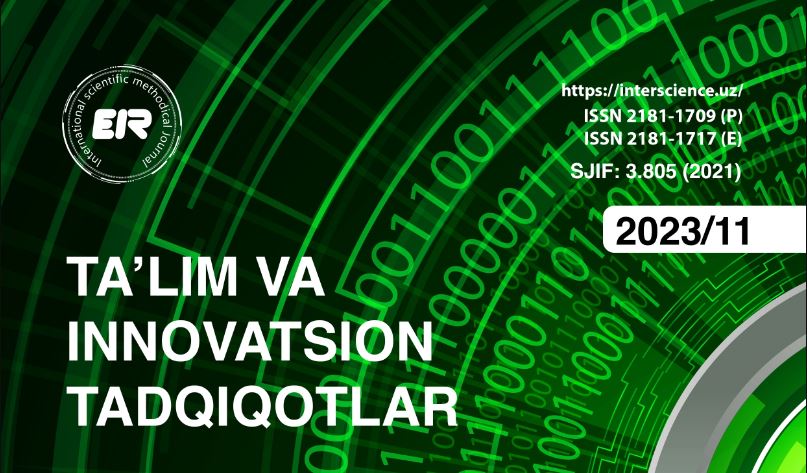 International scientific methodical Journal
EIR
https://interscience.uz/
ISSN 2181-1709 (P)
ISSN 2181-1717 (E)
SJIF: 3.805 (2021)
2023/11
TA’LIM VA
INNOVATSION
TADQIQOTLAR